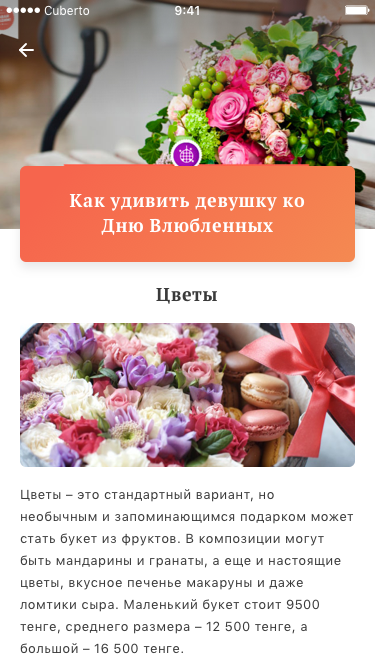 Cuberto 9:41
Как удивить девушку ко
Дню Влюбленных
Цветы
Цветы – это стандартный вариант, но
необычным и запоминающимся подарком может
стать букет из фруктов. В композиции могут
быть мандарины и гранаты, а еще и настоящие
цветы, вкусное печенье макаруны и даже
ломтики сыра. Маленький букет стоит 9500
тенге, среднего размера – 12 500 тенге, а
большой – 16 500 тенге.